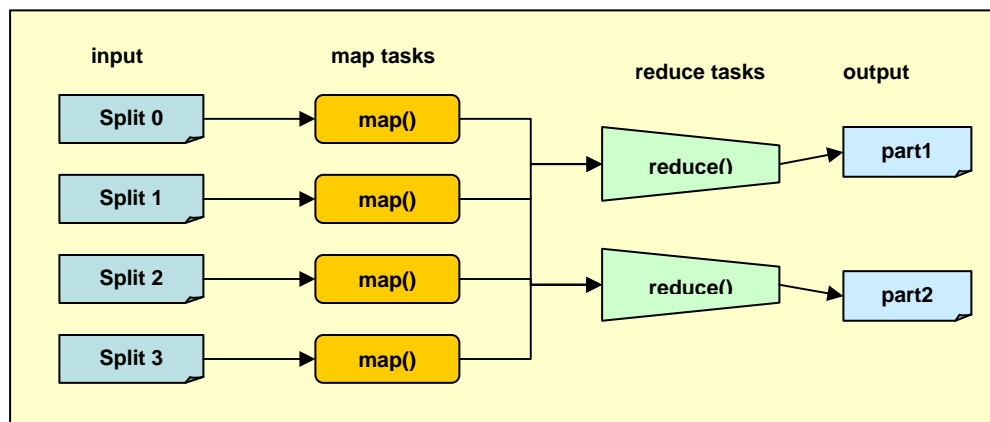 input
map tasks
reduce tasks
output
Split 0
map()
reduce()
part1
Split 1
map()
Split 2
map()
reduce()
part2
Split 3
map()